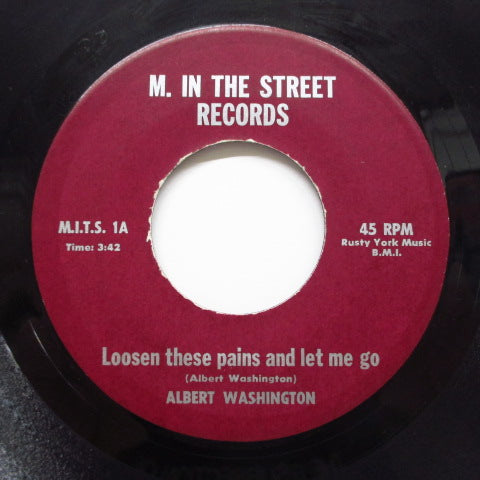 M. IN THE STREET
RECORDS
M.I.T.S. 1A
Time: 3:42
45 RPM
Rusty York Music
B.M.I.
Loosen these pains and let me go
(Albert Washington)
ALBERT WASHINGTON